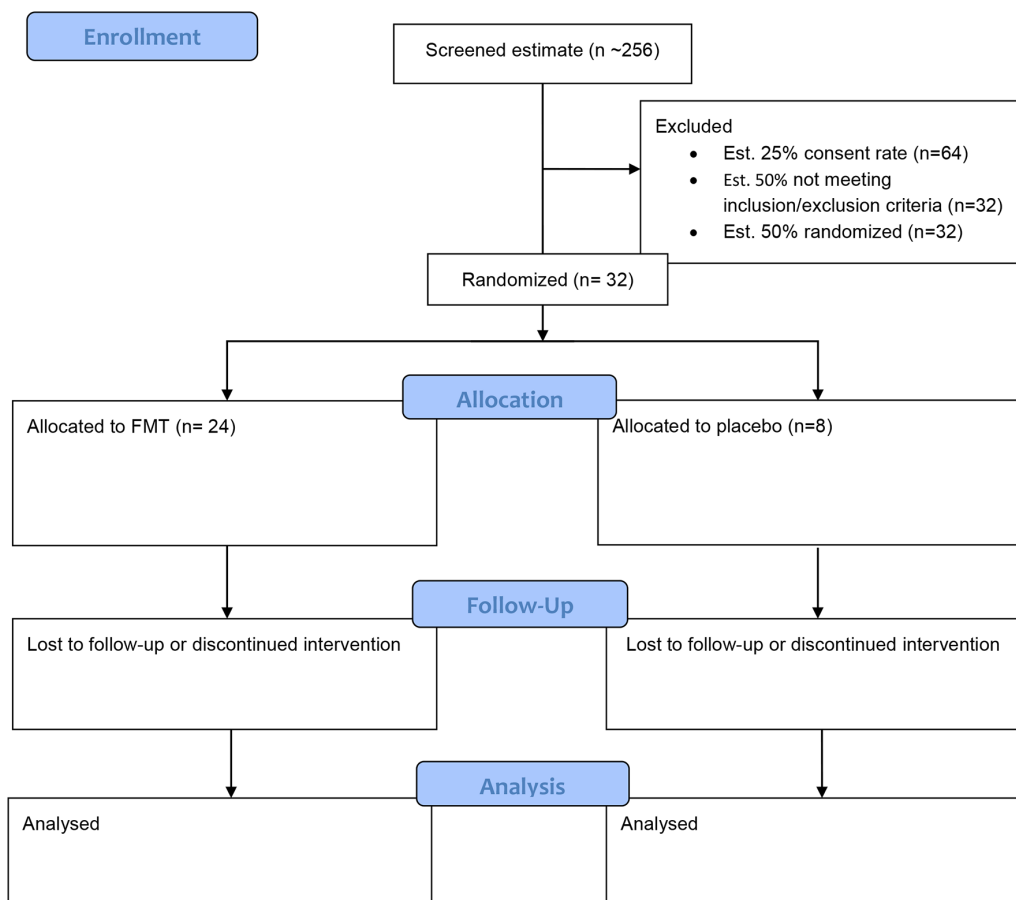 Enrollment
Screened estimate (n ~256)
Excluded
• Est. 25% consent rate (n=64)
• Est. 50% not meeting
inclusion/exclusion criteria (n=32)
• Est. 50% randomized (n=32)
Randomized (n= 32)
Allocation
Allocated to FMT (n= 24)
Allocated to placebo (n=8)
Follow-Up
Lost to follow-up or discontinued intervention
Lost to follow-up or discontinued intervention
Analysis
Analysed
Analysed